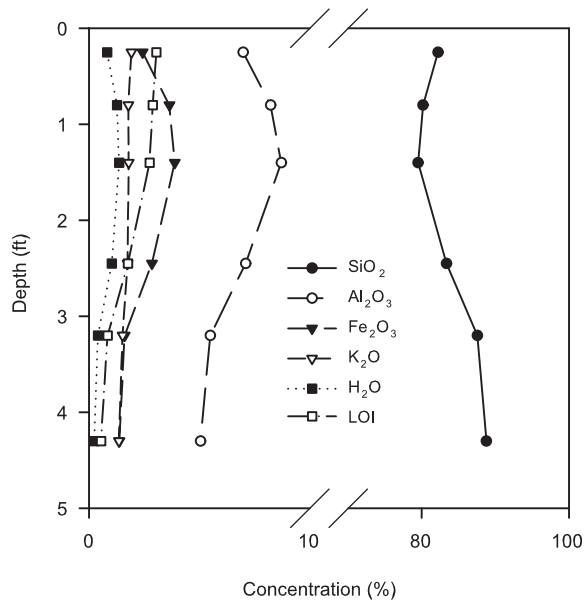 0
1
2
3
4
5
Depth (ft)
SiO₂
Al₂O₃
Fe₂O₃
K₂O
H₂O
LOI
0 10 80 100
Concentration (%)